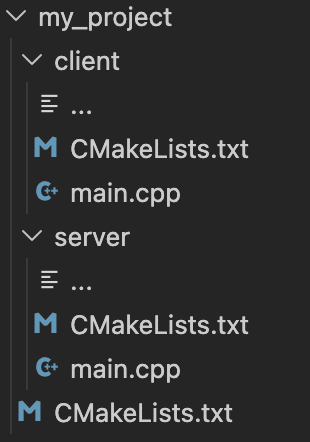 my_project
client
...
CMakeLists.txt
main.cpp
server
...
CMakeLists.txt
main.cpp
CMakeLists.txt